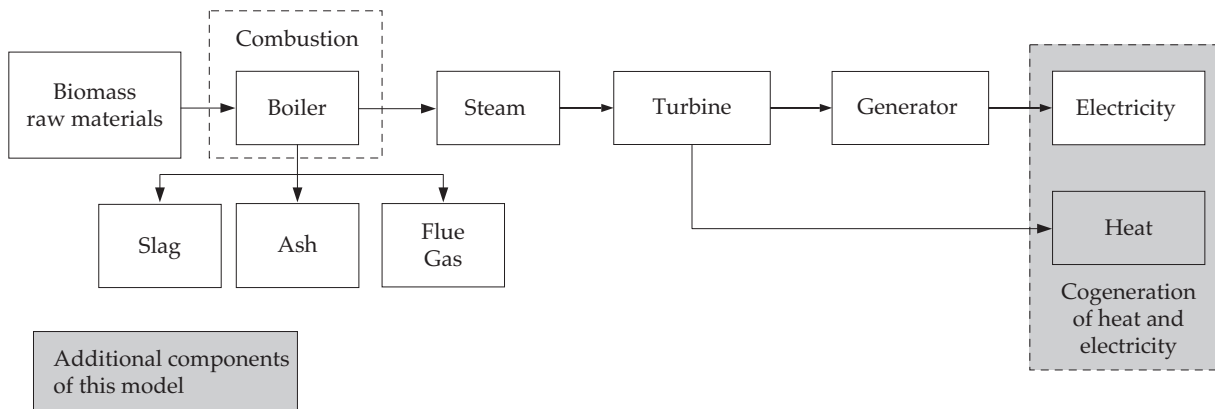 Combustion
Biomass
raw materials
Boiler
Steam
Turbine
Generator
Electricity
Slag
Ash
Flue
Gas
Heat
Cogeneration
of heat and
electricity
Additional components
of this model